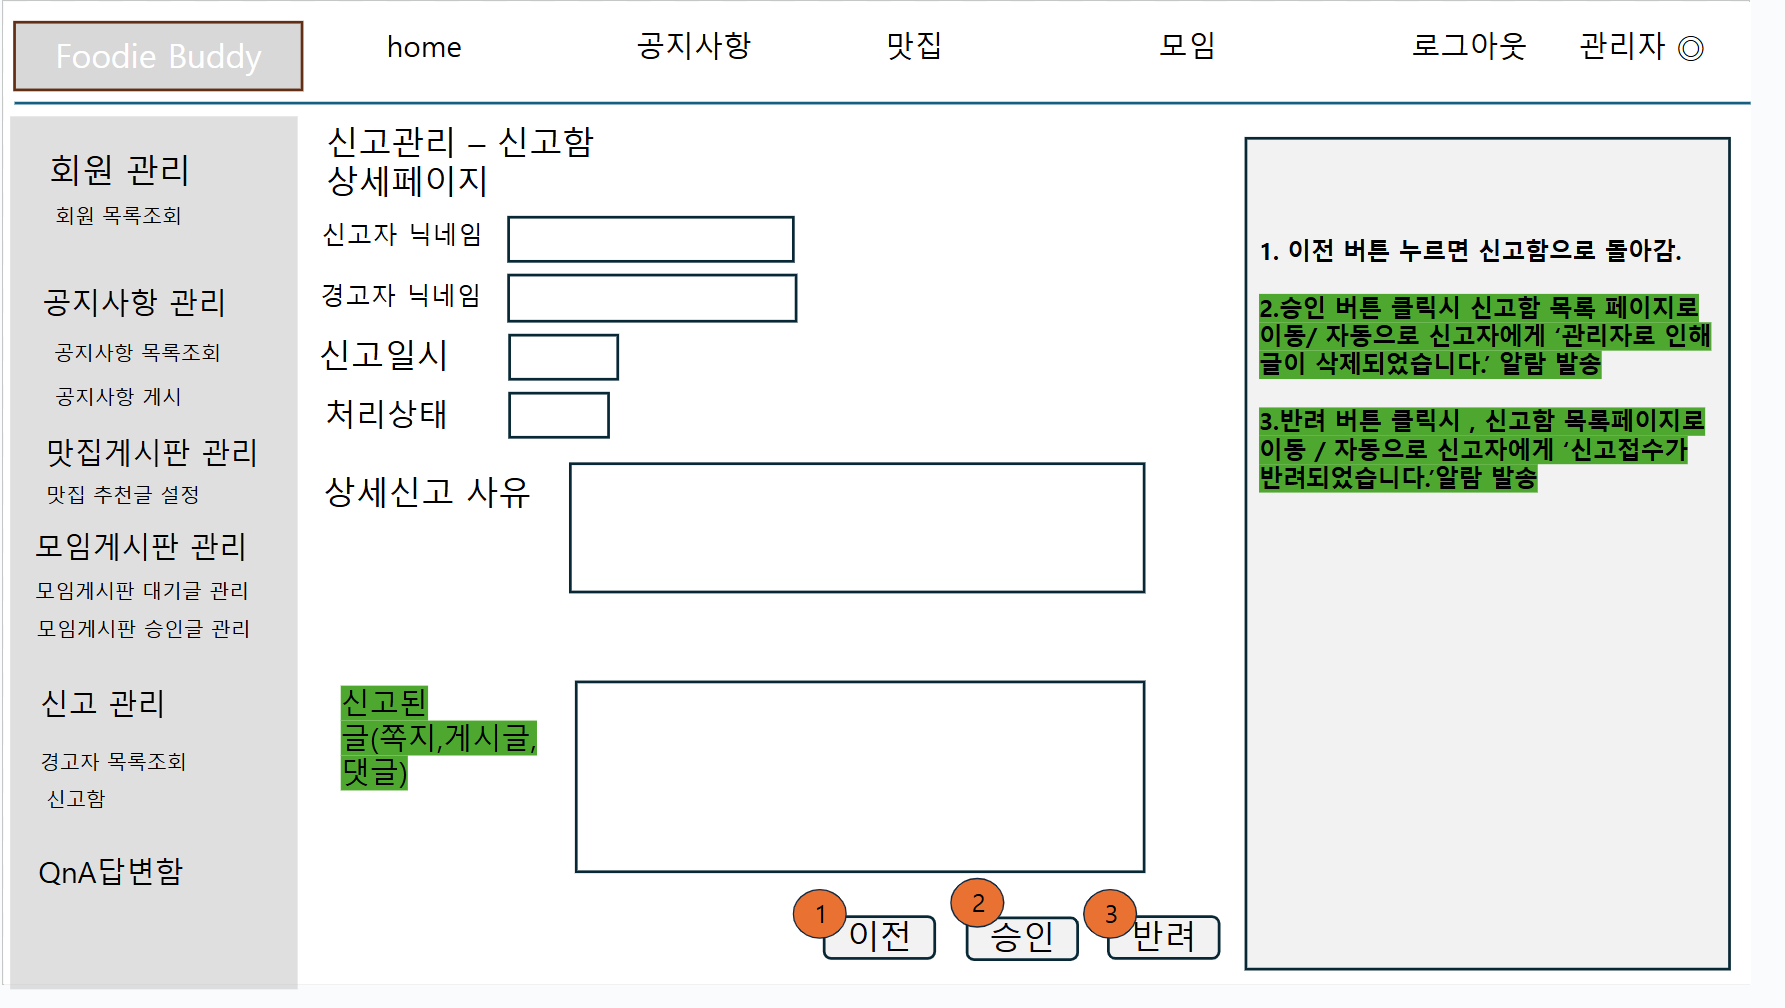 Foodie Buddy
home
공지사항
맛집
모임
로그아웃
관리자 ◎
회원 관리
회원 목록조회
공지사항 관리
공지사항 목록조회
공지사항 게시
맛집게시판 관리
맛집 추천글 설정
모임게시판 관리
모임게시판 대기글 관리
모임게시판 승인글 관리
신고 관리
경고자 목록조회
신고함
QnA답변함
신고관리 – 신고함
상세페이지
신고자 닉네임
경고자 닉네임
신고일시
처리상태
상세신고 사유
신고된
글(쪽지,게시글,
댓글)
1
이전
2
승인
3
반려
1. 이전 버튼 누르면 신고함으로 돌아감.
2.승인 버튼 클릭시 신고함 목록 페이지로
이동/ 자동으로 신고자에게 ‘관리자로 인해
글이 삭제되었습니다.’ 알람 발송
3.반려 버튼 클릭시 , 신고함 목록페이지로
이동 / 자동으로 신고자에게 ‘신고접수가
반려되었습니다.’알람 발송